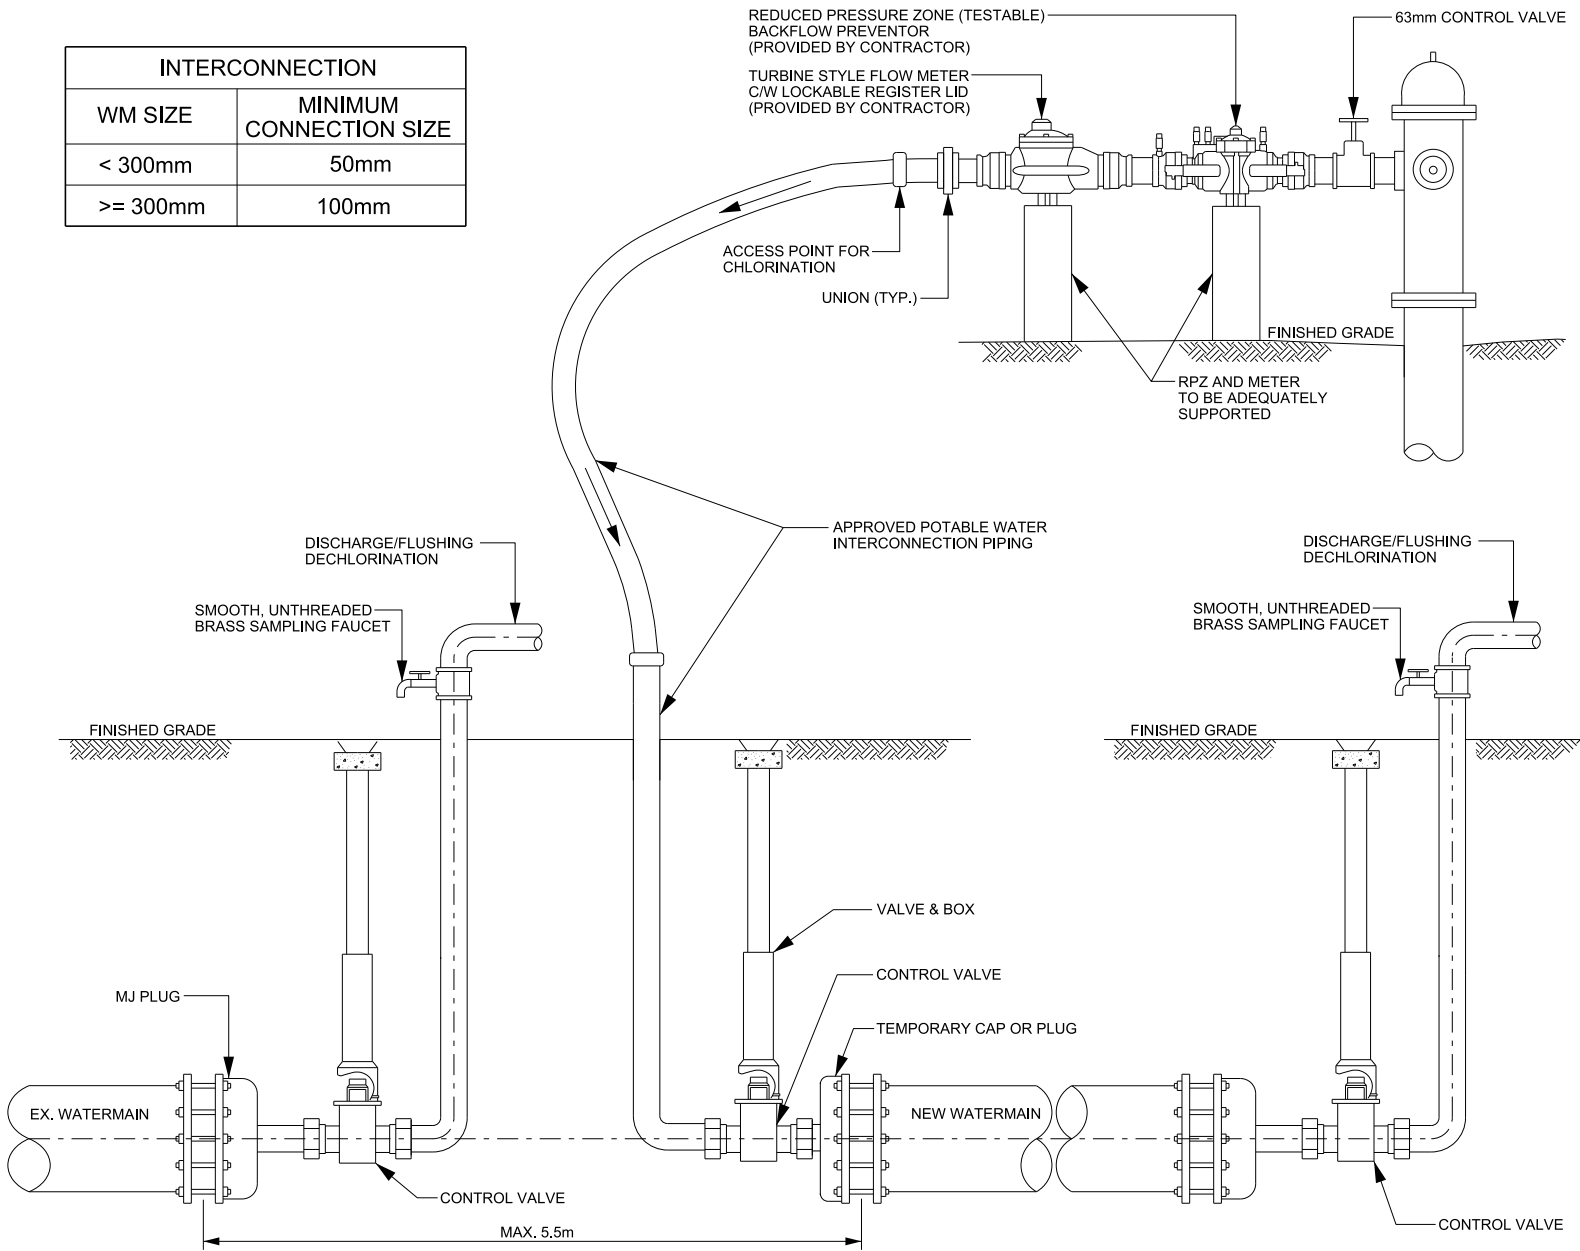 INTERCONNECTION
WM SIZE
MINIMUM
CONNECTION SIZE
< 300mm
50mm
>= 300mm
100mm
REDUCED PRESSURE ZONE (TESTABLE)
BACKFLOW PREVENTOR
(PROVIDED BY CONTRACTOR)
63mm CONTROL VALVE
TURBINE STYLE FLOW METER
C/W LOCKABLE REGISTER LID
(PROVIDED BY CONTRACTOR)
ACCESS POINT FOR
CHLORINATION
UNION (TYP.)
FINISHED GRADE
RPZ AND METER
TO BE ADEQUATELY
SUPPORTED
APPROVED POTABLE WATER
INTERCONNECTION PIPING
DISCHARGE/FLUSHING
DECHLORINATION
SMOOTH, UNTHREADED
BRASS SAMPLING FAUCET
DISCHARGE/FLUSHING
DECHLORINATION
SMOOTH, UNTHREADED
BRASS SAMPLING FAUCET
FINISHED GRADE
FINISHED GRADE
VALVE & BOX
CONTROL VALVE
MJ PLUG
TEMPORARY CAP OR PLUG
EX. WATERMAIN
NEW WATERMAIN
CONTROL VALVE
CONTROL VALVE
MAX. 5.5m